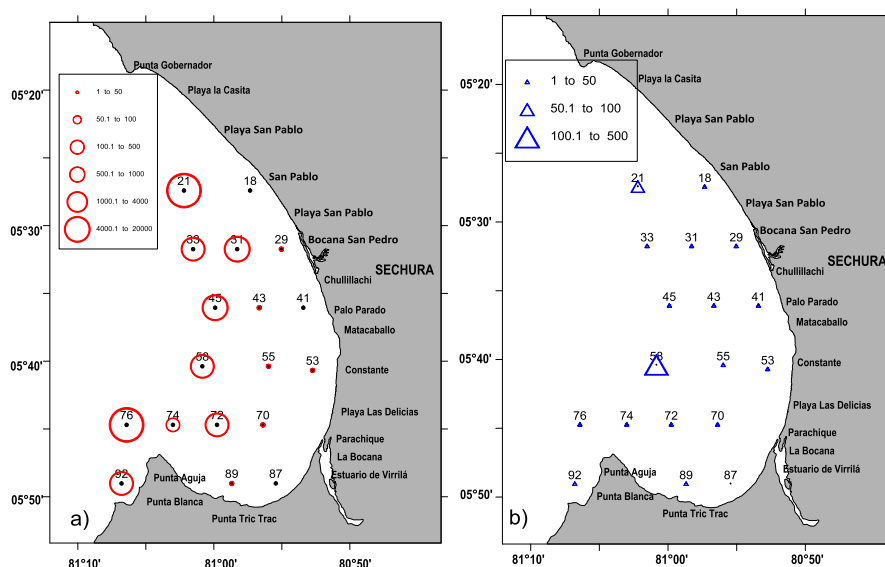 Punta Gobernador
1 to 50
50.1 to 100
100.1 to 500
500.1 to 1000
1000.1 to 4000
4000.1 to 20000
Playa la Casita
Playa San Pablo
San Pablo
Playa San Pablo
Bocana San Pedro
SECHURA
Chullillachi
Palo Parado
Matacaballo
Constante
Playa Las Delicias
Parachique
La Bocana
Estuario de Virrilá
Punta Aguja
Punta Blanca
Punta Tric Trac
21 18
33 31 29
45 43 41
58 55 53
76 74 72 70
92 89 87
05°20'
05°30'
05°40'
05°50'
a)
81°10' 81°00' 80°50'
Punta Gobernador
1 to 50
50.1 to 100
100.1 to 500
Playa la Casita
Playa San Pablo
San Pablo
Playa San Pablo
Bocana San Pedro
SECHURA
Chullillachi
Palo Parado
Matacaballo
Constante
Playa Las Delicias
Parachique
La Bocana
Estuario de Virrilá
Punta Aguja
Punta Blanca
Punta Tric Trac
21 18
33 31 29
45 43 41
58 55 53
76 74 72 70
92 89 87
05°20'
05°30'
05°40'
05°50'
b)
81°10' 81°00' 80°50'